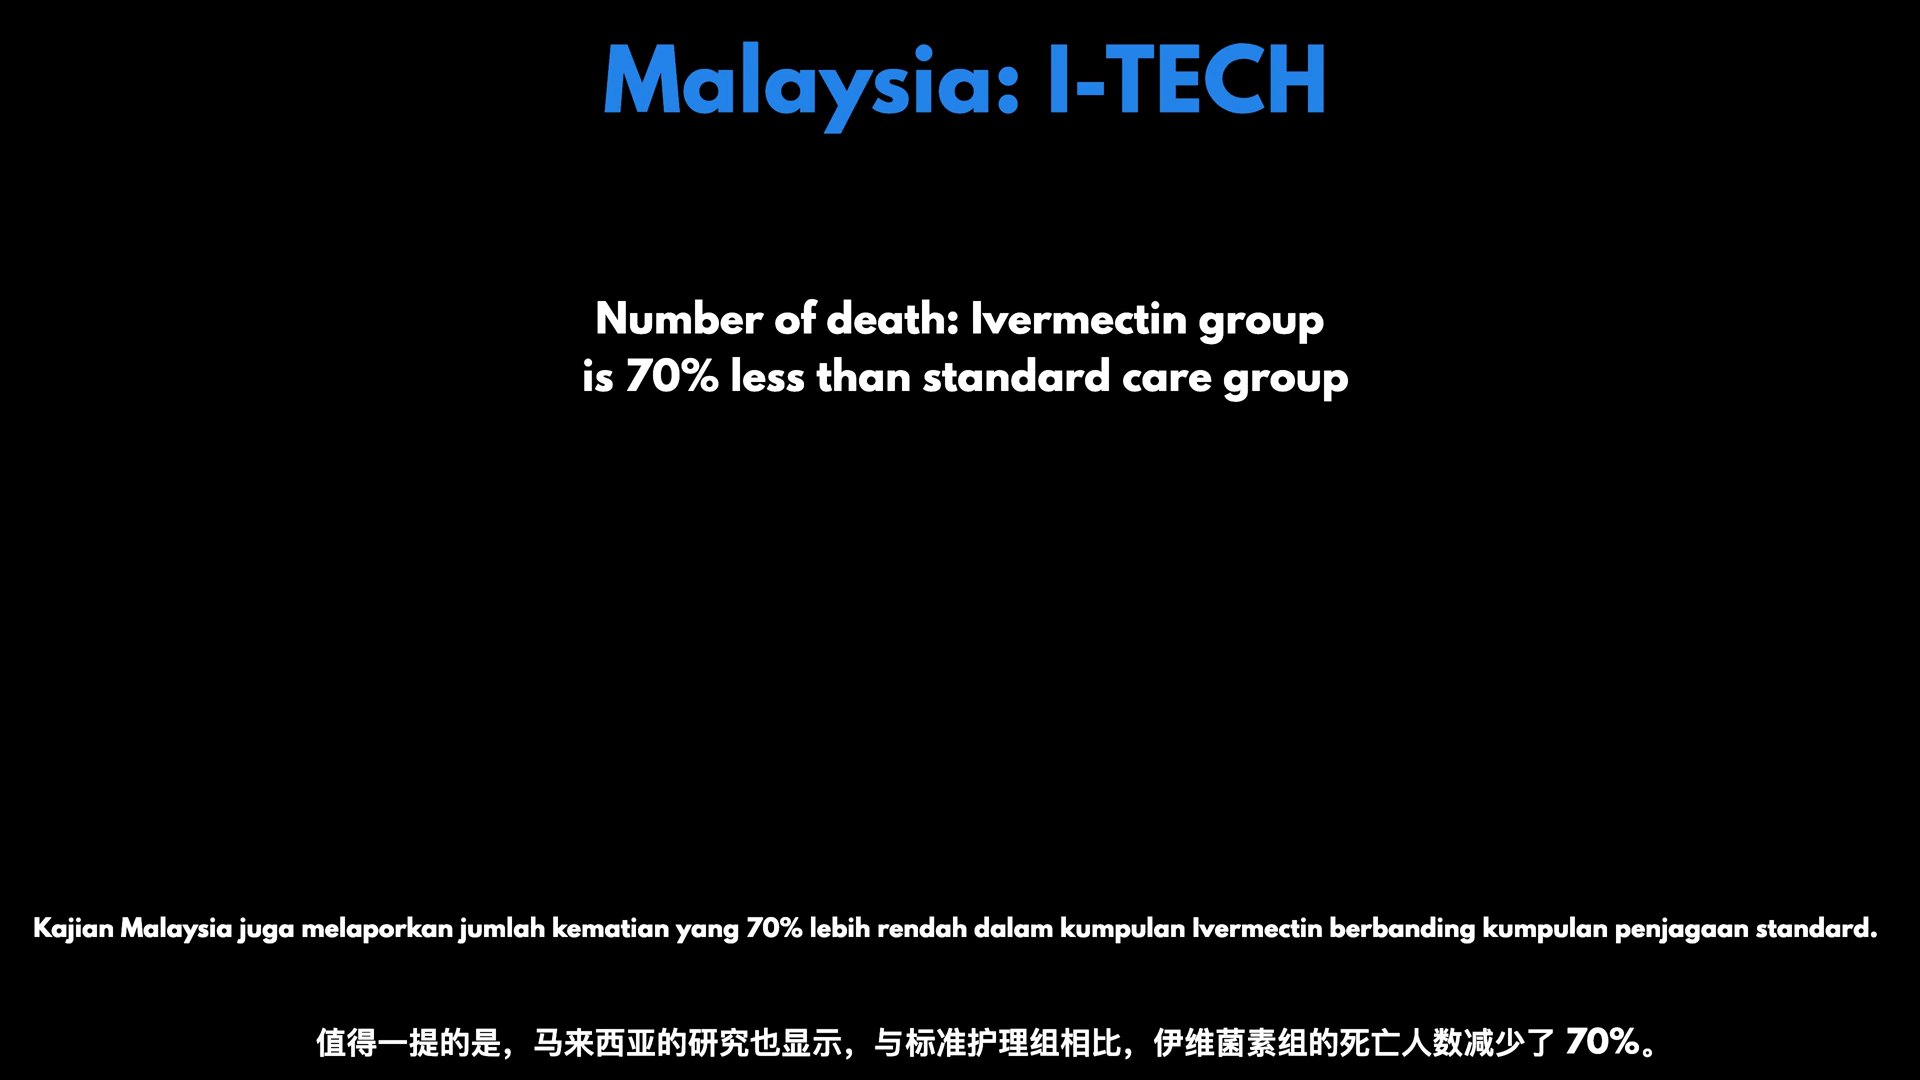 Malaysia: I-TECH
Number of death: Ivermectin group
is 70% less than standard care group
Kajian Malaysia juga melaporkan jumlah kematian yang 70% lebih rendah dalam kumpulan Ivermectin berbanding kumpulan penjagaan standard.
值得一提的是，马来西亚的研究也显示，与标准护理组相比，伊维菌素组的死亡人数减少了 70%。